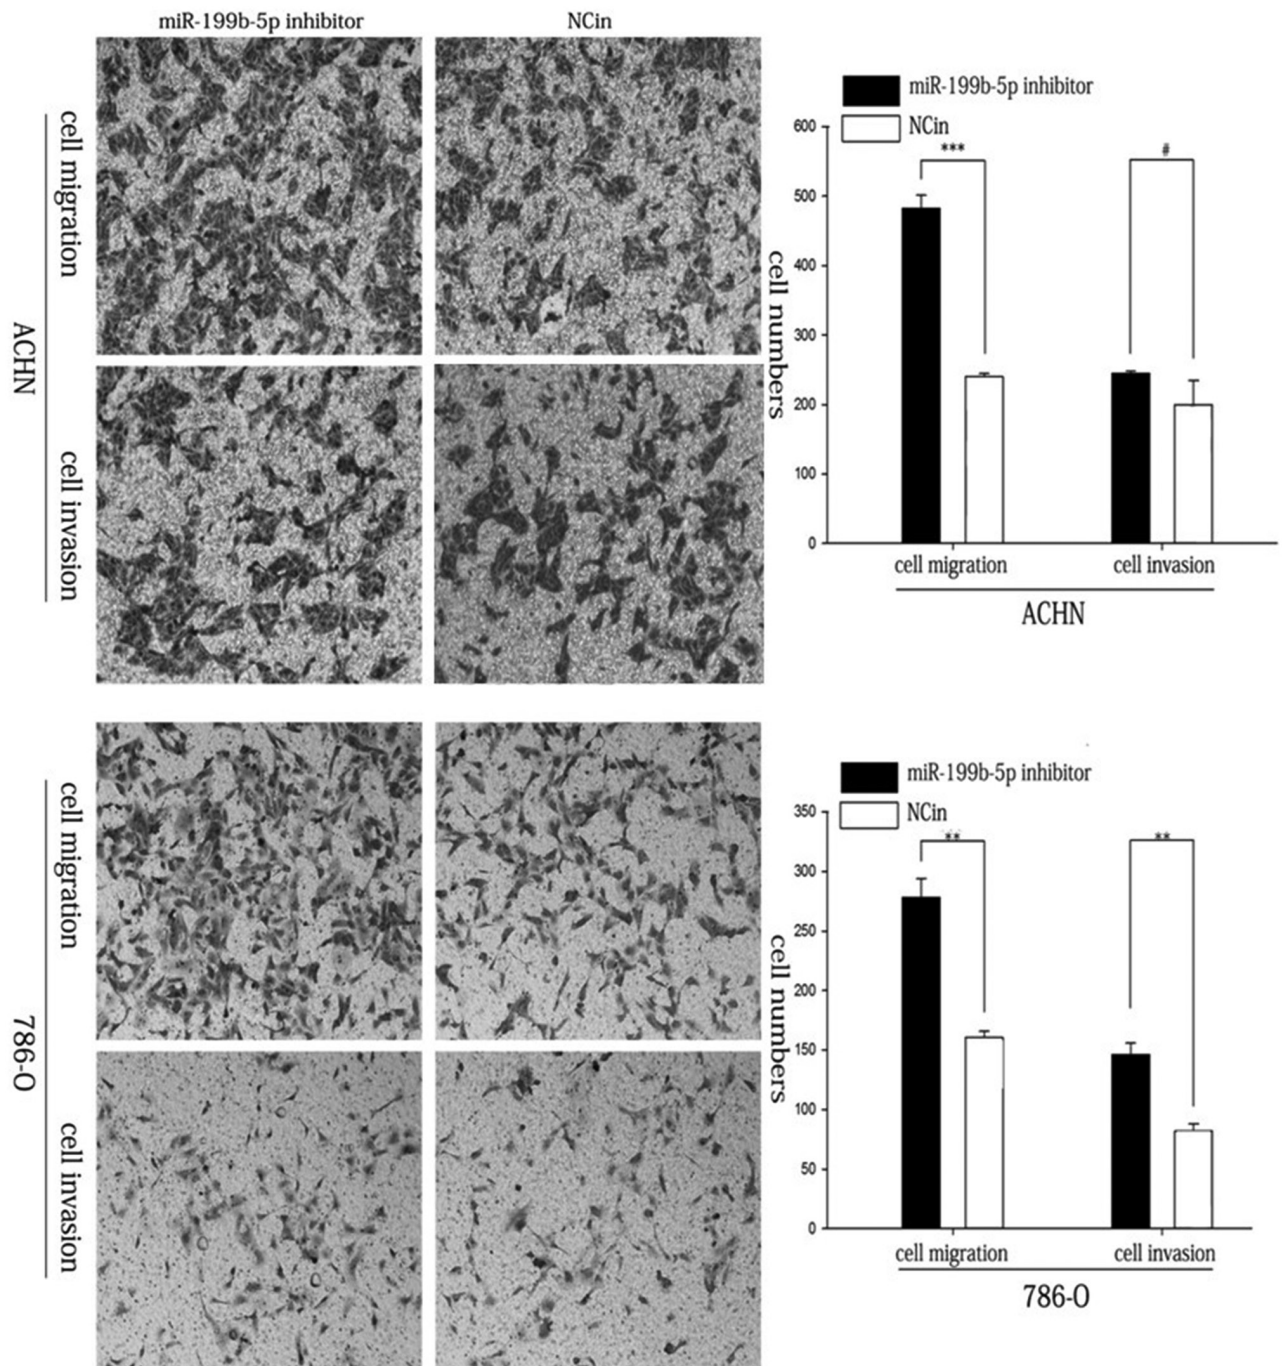 miR-199b-5p inhibitor
NCin
cell migration
cell invasion
ACHN
miR-199b-5p inhibitor
NCin
600
500
400
300
200
100
0
cell numbers
***
#
cell migration
cell invasion
ACHN
cell migration
cell invasion
786-O
miR-199b-5p inhibitor
NCin
350
300
250
200
150
100
50
0
cell numbers
**
**
cell migration
cell invasion
786-O